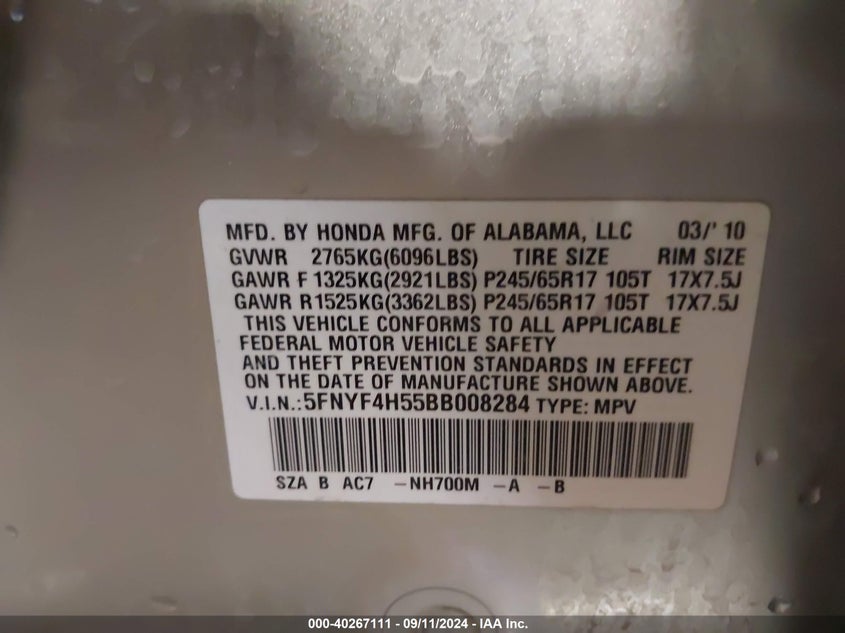 MFD. BY HONDA MFG. OF ALABAMA, LLC 03/' 10
GVWR 2765KG(6096LBS) TIRE SIZE RIM SIZE
GAWR F 1325KG(2921LBS) P245/65R17 105T 17X7.5J
GAWR R1525KG(3362LBS) P245/65R17 105T 17X7.5J
THIS VEHICLE CONFORMS TO ALL APPLICABLE
FEDERAL MOTOR VEHICLE SAFETY
AND THEFT PREVENTION STANDARDS IN EFFECT
ON THE DATE OF MANUFACTURE SHOWN ABOVE.
V.I.N.:5FNYF4H55BB008284 TYPE: MPV
SZA B AC7 -NH700M -A -B
000-40267111 - 09/11/2024 - IAA Inc.